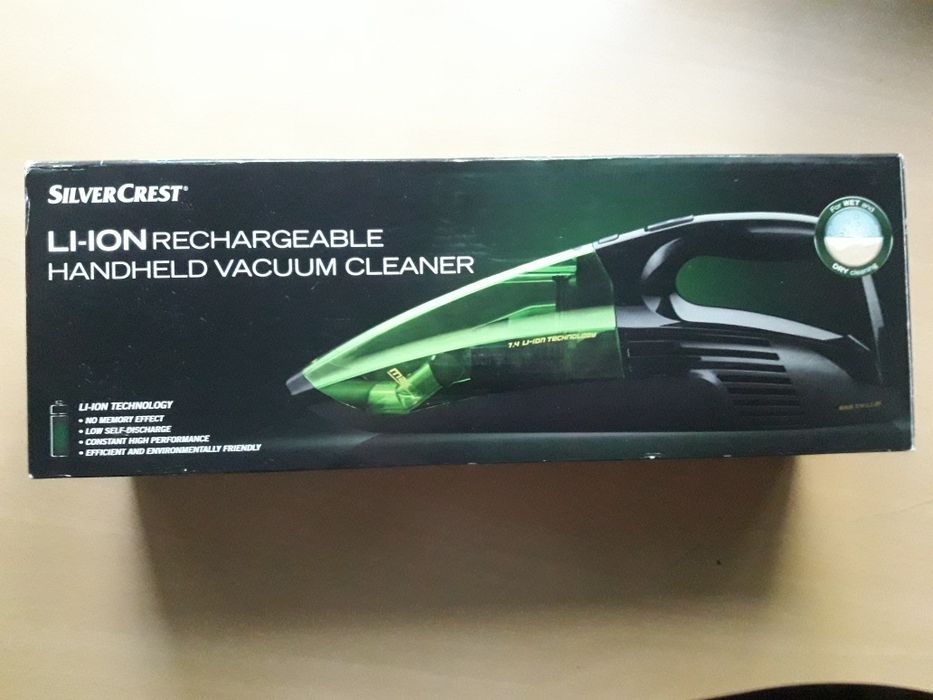 SILVERCREST®
LI-ION RECHARGEABLE
HANDHELD VACUUM CLEANER
For WET and
DRY cleaning
7.4 LI-ION TECHNOLOGY
LI-ION TECHNOLOGY
• NO MEMORY EFFECT
• LOW SELF-DISCHARGE
• CONSTANT HIGH PERFORMANCE
• EFFICIENT AND ENVIRONMENTALLY FRIENDLY